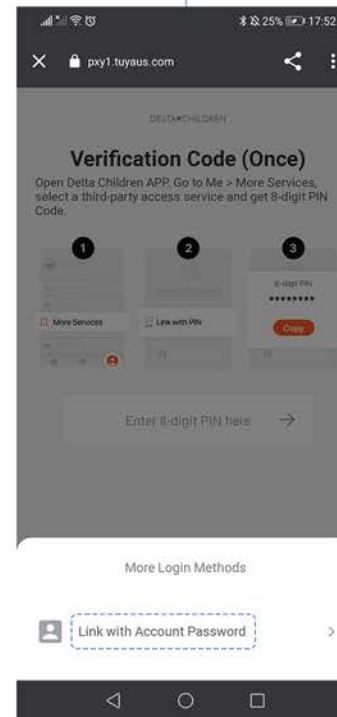 25% 17:52
pxy1.tuyaus.com
DELTA CHILDREN
Verification Code (Once)
Open Delta Children APP. Go to Me > More Services,
select a third-party access service and get 8-digit PIN
Code.
1 2 3
8-digit PIN
********
More Services Link with PIN Copy
Enter 8-digit PIN here
More Login Methods
Link with Account Password